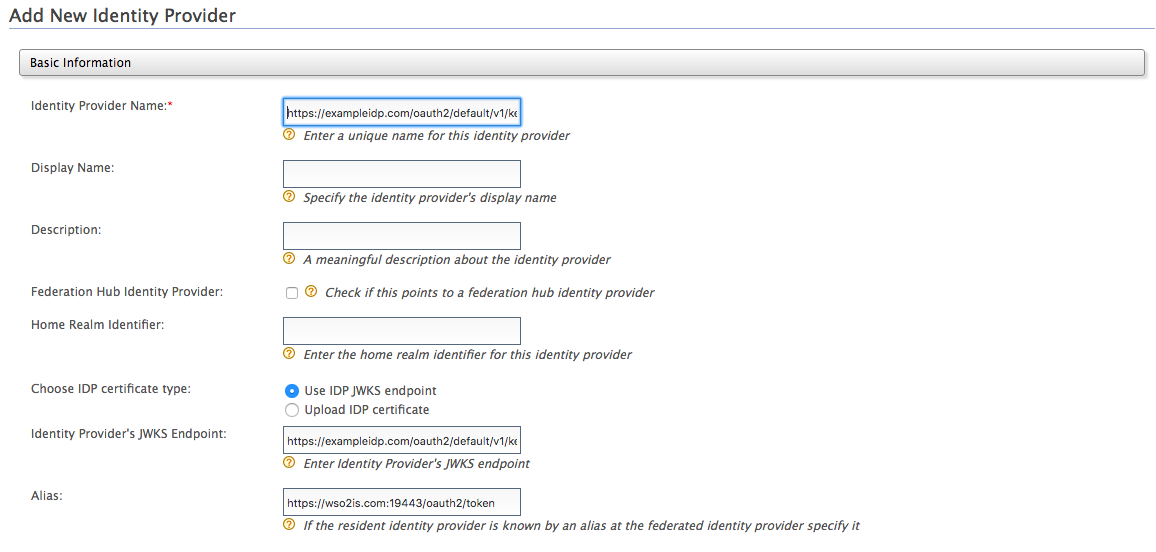 Add New Identity Provider
Basic Information
Identity Provider Name:*
https://exampleidp.com/oauth2/default/v1/ke
? Enter a unique name for this identity provider
Display Name:
? Specify the identity provider's display name
Description:
? A meaningful description about the identity provider
Federation Hub Identity Provider:
? Check if this points to a federation hub identity provider
Home Realm Identifier:
? Enter the home realm identifier for this identity provider
Choose IDP certificate type:
Use IDP JWKS endpoint
Upload IDP certificate
Identity Provider's JWKS Endpoint:
https://exampleidp.com/oauth2/default/v1/ke
? Enter Identity Provider's JWKS endpoint
Alias:
https://wso2is.com:19443/oauth2/token
? If the resident identity provider is known by an alias at the federated identity provider specify it